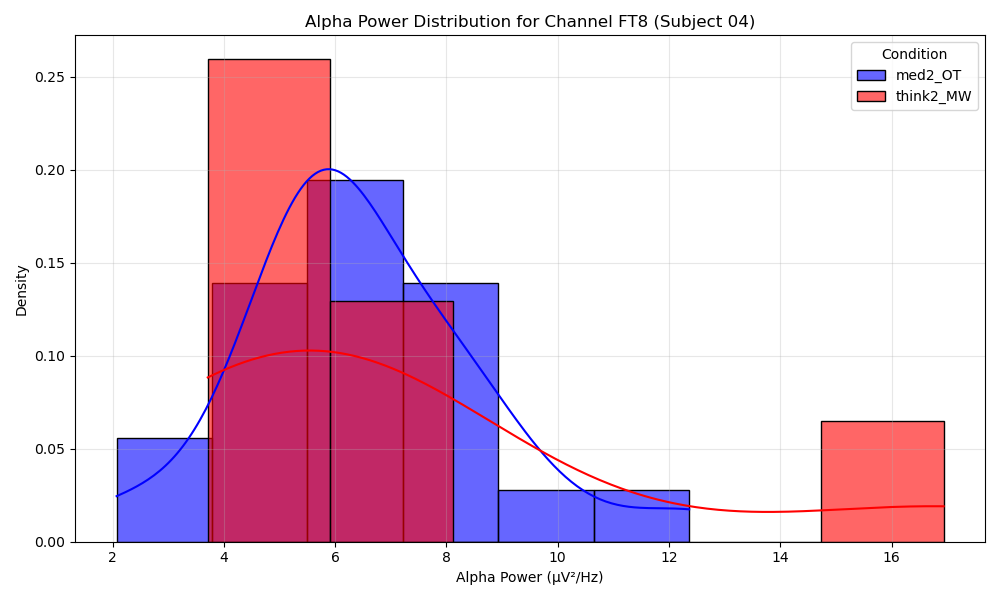 Alpha Power Distribution for Channel FT8 (Subject 04)
Condition
med2_OT
think2_MW
Density
0.25
0.20
0.15
0.10
0.05
0.00
2 4 6 8 10 12 14 16
Alpha Power (μV²/Hz)